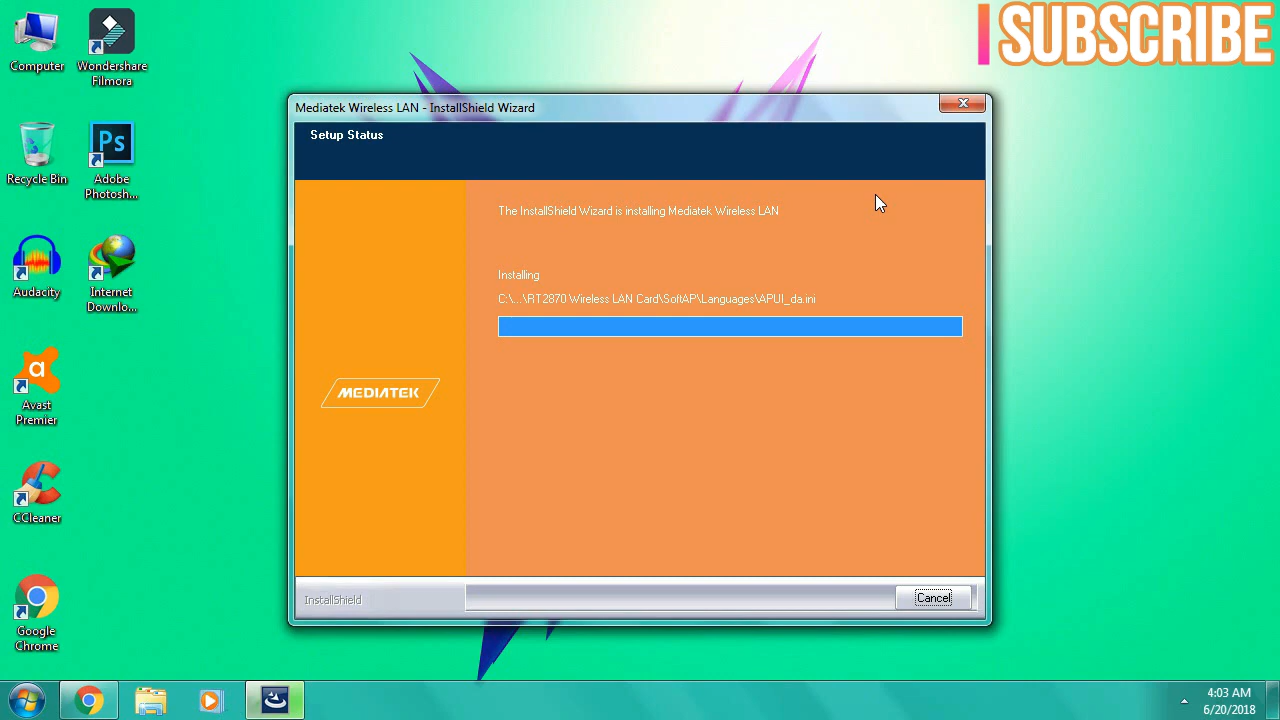 SUBSCRIBE
Computer
Wondershare
Filmora
Recycle Bin
Ps
Adobe
Photosh...
Audacity
Internet
Downlo...
a
Avast
Premier
CCleaner
Google
Chrome
Mediatek Wireless LAN - InstallShield Wizard
Setup Status
The InstallShield Wizard is installing Mediatek Wireless LAN
Installing
C:\...\RT2870 Wireless LAN Card\SoftAP\Languages\APUI_da.ini
MEDIATEK
InstallShield
Cancel
4:03 AM
6/20/2018